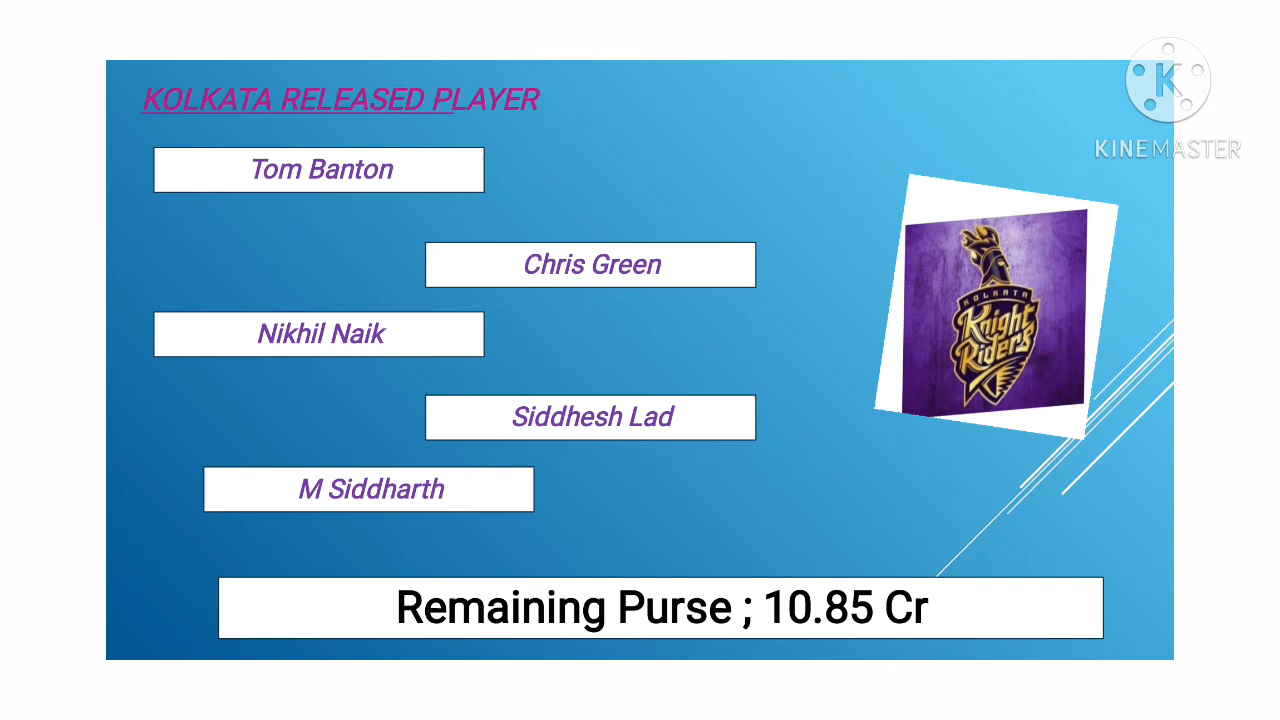 KOLKATA RELEASED PLAYER
K
KINEMASTER
Tom Banton
Chris Green
Nikhil Naik
Siddhesh Lad
M Siddharth
KOLKATA
Knight
Riders
Remaining Purse ; 10.85 Cr